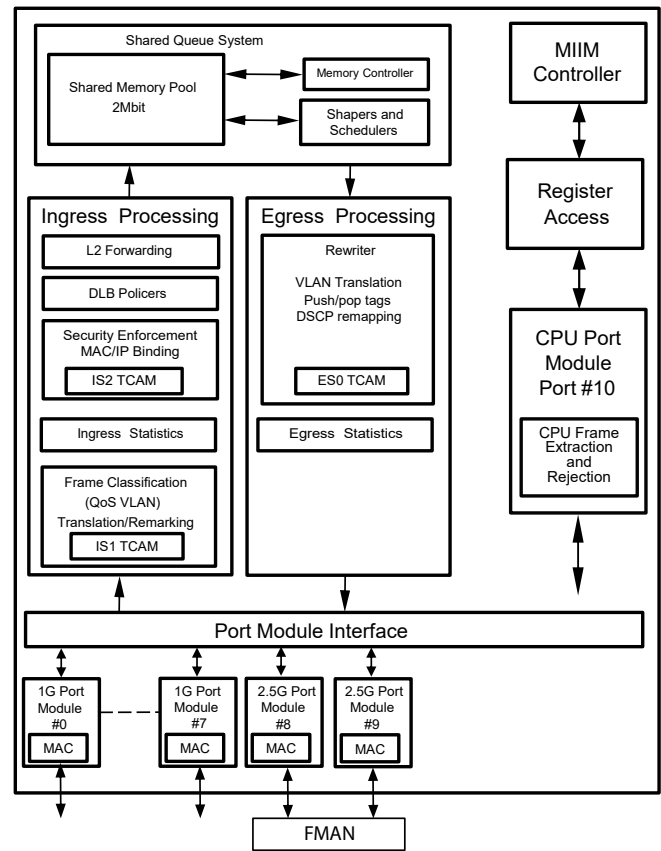 Shared Queue System
Shared Memory Pool
2Mbit
Memory Controller
Shapers and
Schedulers
MIIM
Controller
Register
Access
CPU Port
Module
Port #10
CPU Frame
Extraction
and
Rejection
Ingress Processing
L2 Forwarding
DLB Policers
Security Enforcement
MAC/IP Binding
IS2 TCAM
Ingress Statistics
Frame Classification
(QoS VLAN)
Translation/Remarking
IS1 TCAM
Egress Processing
Rewriter
VLAN Translation
Push/pop tags
DSCP remapping
ES0 TCAM
Egress Statistics
Port Module Interface
1G Port
Module
#0
MAC
1G Port
Module
#7
MAC
2.5G Port
Module
#8
MAC
2.5G Port
Module
#9
MAC
FMAN